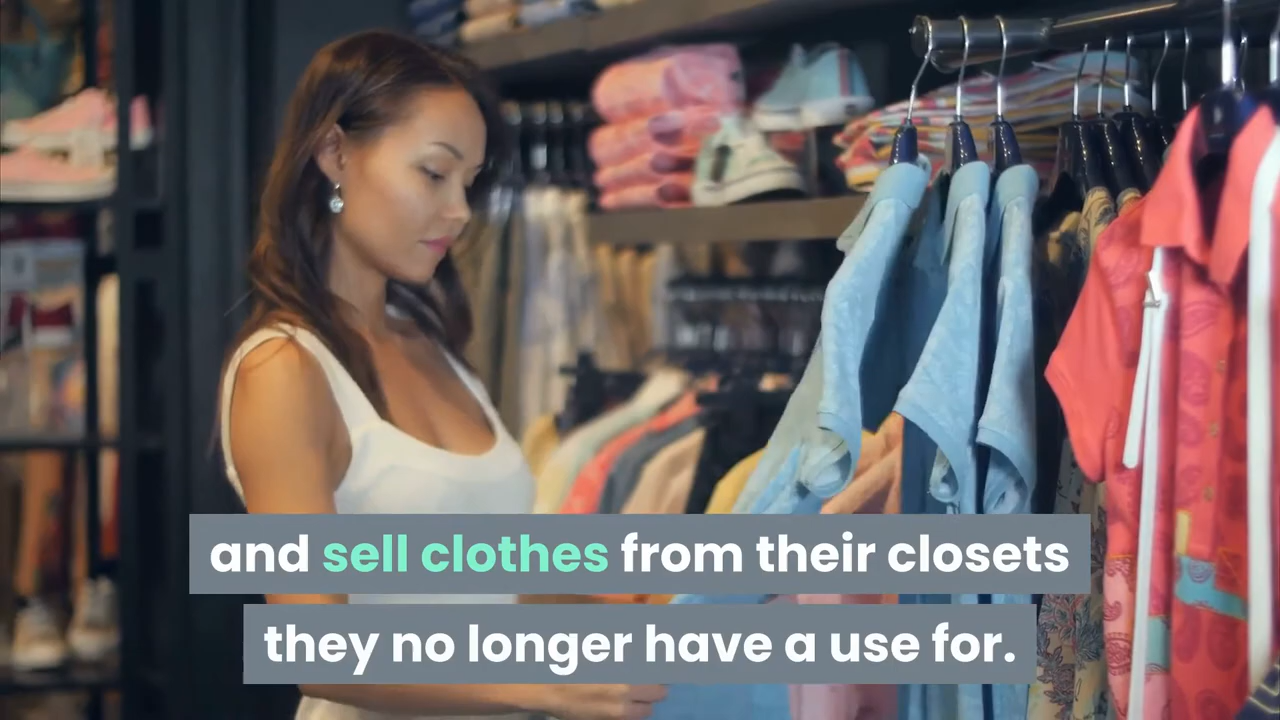 and sell clothes from their closets
they no longer have a use for.